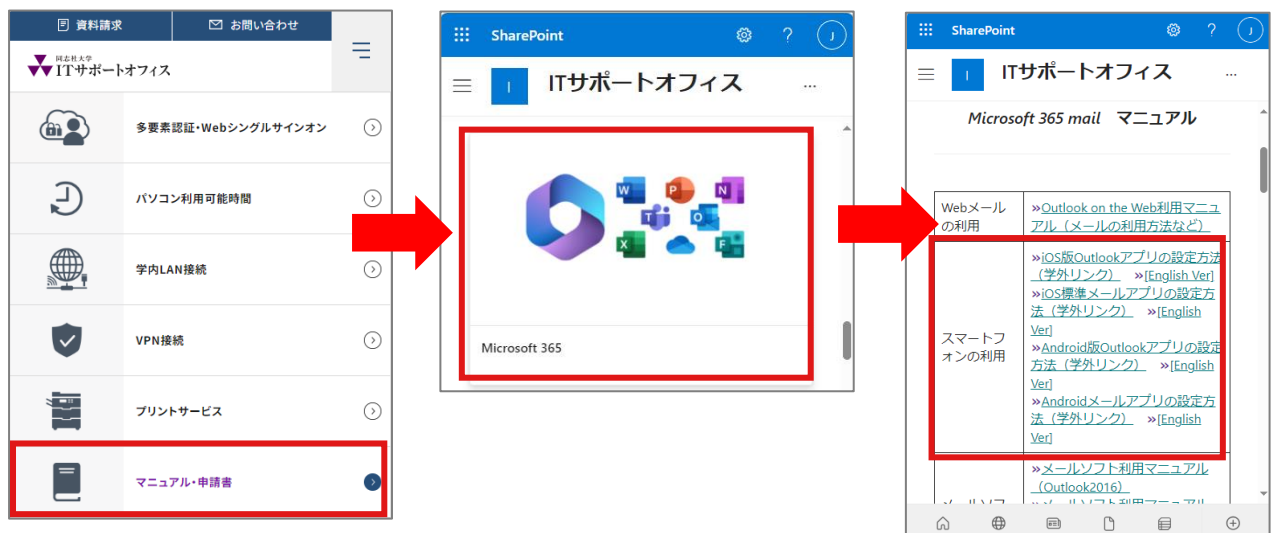 資料請求
お問い合わせ
同志社大学
ITサポートオフィス
多要素認証・Webシングルサインオン
パソコン利用可能時間
学内LAN接続
VPN接続
プリントサービス
マニュアル・申請書
SharePoint
?
J
I
ITサポートオフィス
...
W
P
N
T
O
X
F
Microsoft 365
SharePoint
?
J
I
ITサポートオフィス
...
Microsoft 365 mail マニュアル
Webメール
の利用
»Outlook on the Web利用マニュ
アル（メールの利用方法など）
スマートフ
ォンの利用
»iOS版Outlookアプリの設定方法
（学外リンク） »[English Ver]
»iOS標準メールアプリの設定方
法（学外リンク） »[English
Ver]
»Android版Outlookアプリの設定
方法（学外リンク） »[English
Ver]
»Androidメールアプリの設定方
法（学外リンク） »[English
Ver]
»メールソフト利用マニュアル
（Outlook2016）